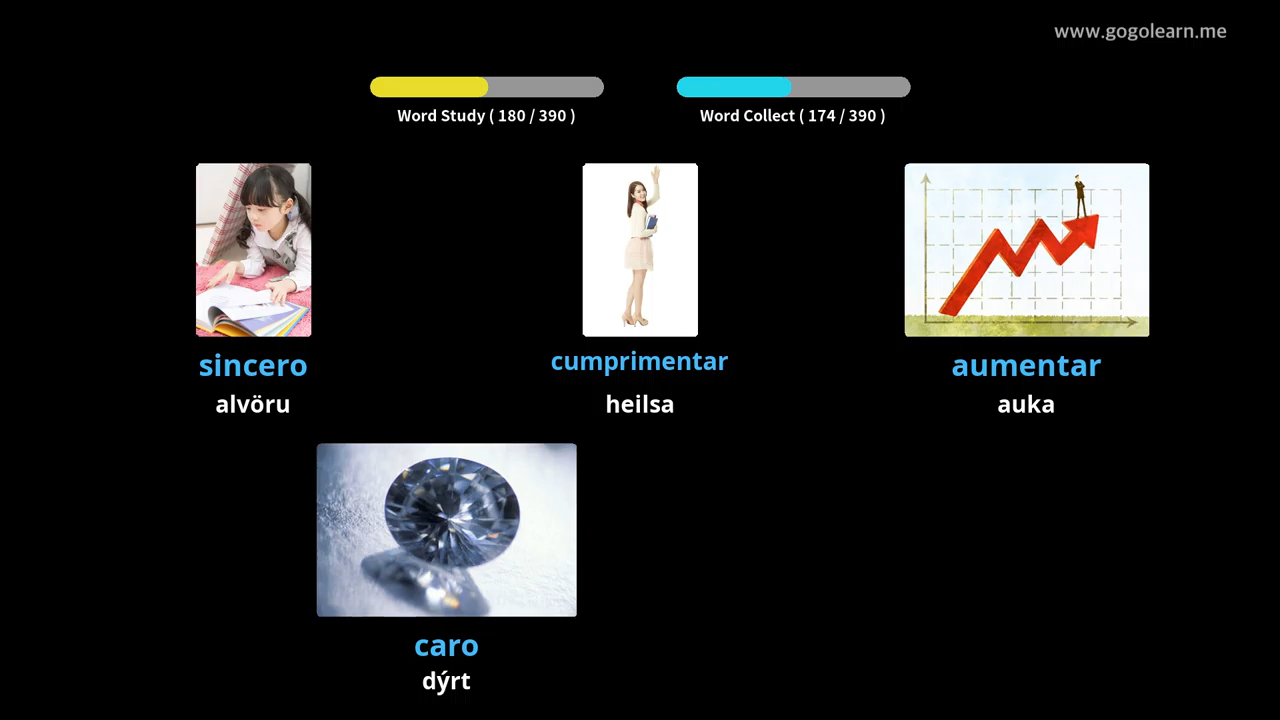 www.gogolearn.me
Word Study ( 180 / 390 )
Word Collect ( 174 / 390 )
sincero
alvöru
cumprimentar
heilsa
aumentar
auka
caro
dýrt